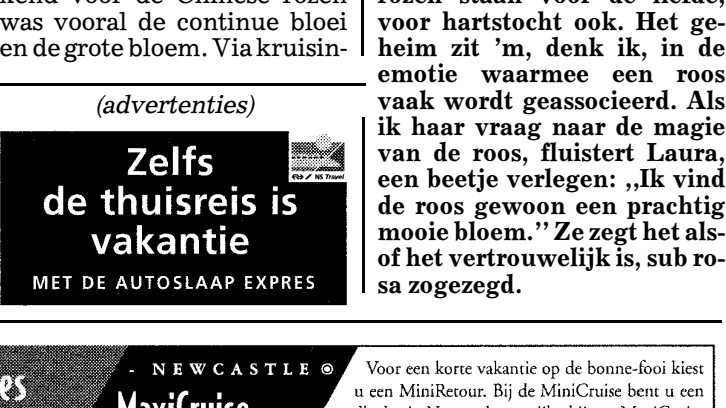 was vooral de continue bloei
en de grote bloem. Via kruisin-
(advertenties)
Zelfs
de thuisreis is
vakantie
MET DE AUTOSLAAP EXPRES
NS Travel
rozen staan voor de liefde,
voor hartstocht ook. Het ge-
heim zit ’m, denk ik, in de
emotie waarmee een roos
vaak wordt geassocieerd. Als
ik haar vraag naar de magie
van de roos, fluistert Laura,
een beetje verlegen: ,,Ik vind
de roos gewoon een prachtig
mooie bloem.’’ Ze zegt het als-
of het vertrouwelijk is, sub ro-
sa zogezegd.
- NEWCASTLE
MaxiCruise
Voor een korte vakantie op de bonne-fooi kiest
u een MiniRetour. Bij de MiniCruise bent u een